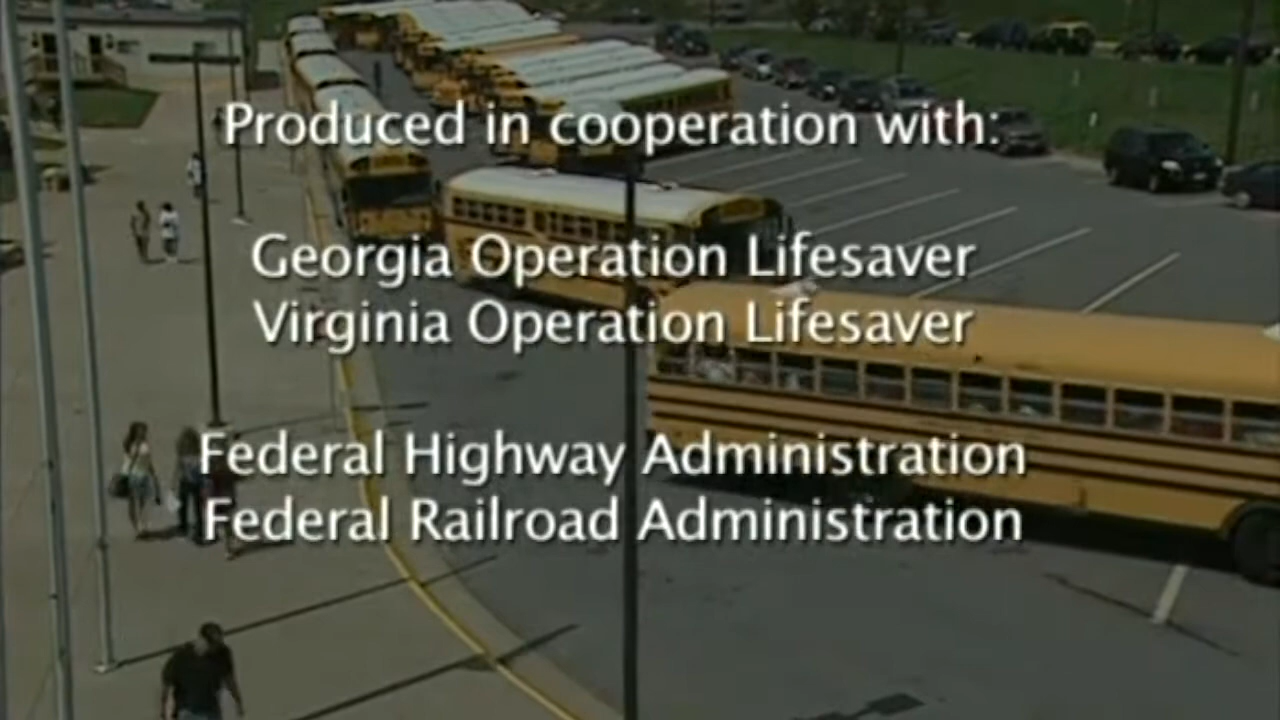 Produced in cooperation with:
Georgia Operation Lifesaver
Virginia Operation Lifesaver
Federal Highway Administration
Federal Railroad Administration